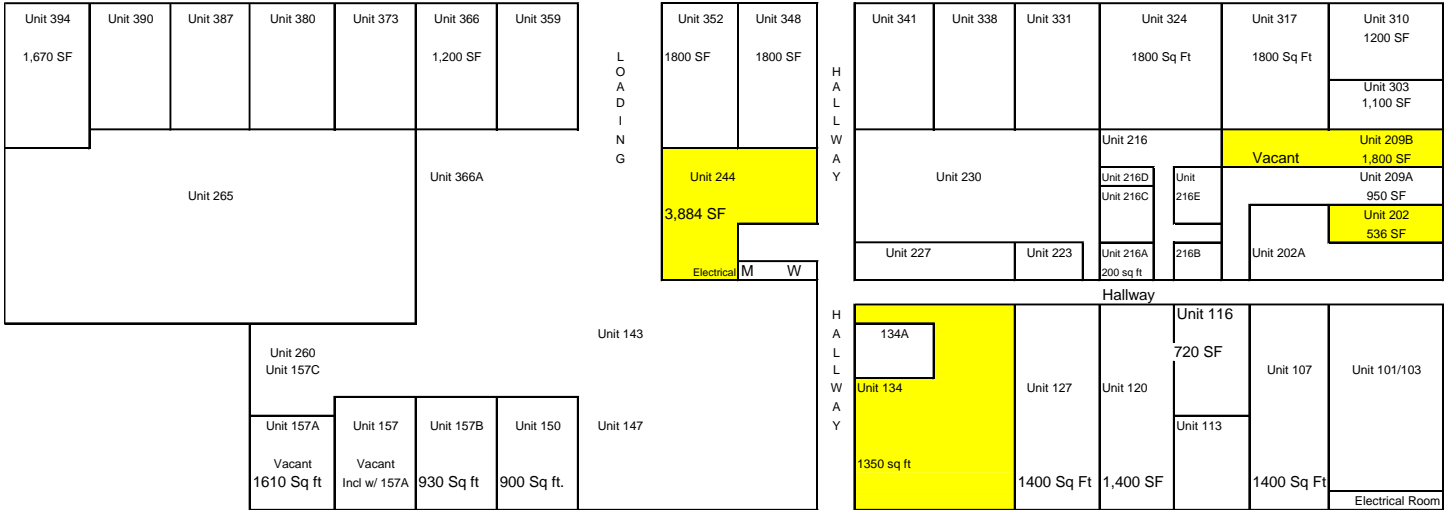 Unit 394
1,670 SF
Unit 390
Unit 387
Unit 380
Unit 373
Unit 366
1,200 SF
Unit 359
LOADING
Unit 352
1800 SF
Unit 348
1800 SF
HALLWAY
Unit 341
Unit 338
Unit 331
Unit 324
1800 Sq Ft
Unit 317
1800 Sq Ft
Unit 310
1200 SF
Unit 303
1,100 SF
Unit 265
Unit 366A
Unit 244
3,884 SF
Electrical
M W
Unit 230
Unit 227
Unit 223
Unit 216
Unit 216D
Unit 216C
Unit
216E
Unit 216A
200 sq ft
216B
Vacant
Unit 209B
1,800 SF
Unit 209A
950 SF
Unit 202
536 SF
Unit 202A
Hallway
Unit 260
Unit 157C
Unit 143
Unit 157A
Vacant
1610 Sq ft
Unit 157
Vacant
Incl w/ 157A
Unit 157B
930 Sq ft
Unit 150
900 Sq ft.
Unit 147
HALLWAY
134A
Unit 134
1350 sq ft
Unit 127
1400 Sq Ft
Unit 120
1,400 SF
Unit 116
720 SF
Unit 113
Unit 107
1400 Sq Ft
Unit 101/103
Electrical Room